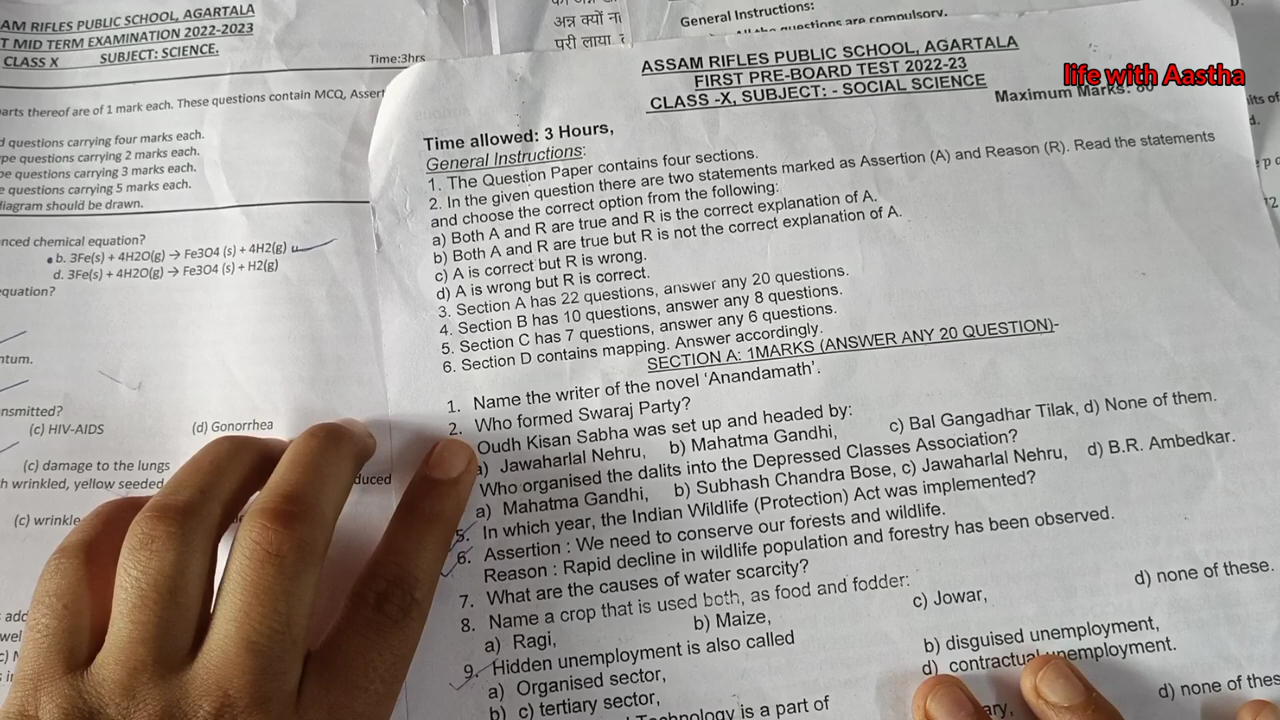 AM RIFLES PUBLIC SCHOOL, AGARTALA
T MID TERM EXAMINATION 2022-2023
CLASS X SUBJECT: SCIENCE.
Time:3hrs
arts thereof are of 1 mark each. These questions contain MCQ, Assert
d questions carrying four marks each.
pe questions carrying 2 marks each.
pe questions carrying 3 marks each.
e questions carrying 5 marks each.
diagram should be drawn.
nced chemical equation?
b. 3Fe(s) + 4H2O(g) → Fe3O4 (s) + 4H2(g)
d. 3Fe(s) + 4H2O(g) → Fe3O4 (s) + H2(g)
equation?
ntum.
nsmitted?
(c) HIV-AIDS (d) Gonorrhea
(c) damage to the lungs
h wrinkled, yellow seeded
duced
(c) wrinkle
अन्न क्यों ना
परी लाया
General Instructions:
questions are compulsory.
life with Aastha
ASSAM RIFLES PUBLIC SCHOOL, AGARTALA
FIRST PRE-BOARD TEST 2022-23
CLASS -X, SUBJECT: - SOCIAL SCIENCE
Maximum Marks: 80
Time allowed: 3 Hours,
General Instructions:
1. The Question Paper contains four sections.
2. In the given question there are two statements marked as Assertion (A) and Reason (R). Read the statements
and choose the correct option from the following:
a) Both A and R are true and R is the correct explanation of A.
b) Both A and R are true but R is not the correct explanation of A.
c) A is correct but R is wrong.
d) A is wrong but R is correct.
3. Section A has 22 questions, answer any 20 questions.
4. Section B has 10 questions, answer any 8 questions.
5. Section C has 7 questions, answer any 6 questions.
6. Section D contains mapping. Answer accordingly.
SECTION A: 1MARKS (ANSWER ANY 20 QUESTION)-
1. Name the writer of the novel ‘Anandamath’.
2. Who formed Swaraj Party?
Oudh Kisan Sabha was set up and headed by:
a) Jawaharlal Nehru, b) Mahatma Gandhi, c) Bal Gangadhar Tilak, d) None of them.
Who organised the dalits into the Depressed Classes Association?
a) Mahatma Gandhi, b) Subhash Chandra Bose, c) Jawaharlal Nehru, d) B.R. Ambedkar.
5. In which year, the Indian Wildlife (Protection) Act was implemented?
6. Assertion : We need to conserve our forests and wildlife.
Reason : Rapid decline in wildlife population and forestry has been observed.
7. What are the causes of water scarcity?
8. Name a crop that is used both, as food and fodder:
a) Ragi, b) Maize, c) Jowar, d) none of these.
9. Hidden unemployment is also called
a) Organised sector, b) disguised unemployment,
b) c) tertiary sector, d) contractual unemployment.
Technology is a part of
ary, d) none of thes